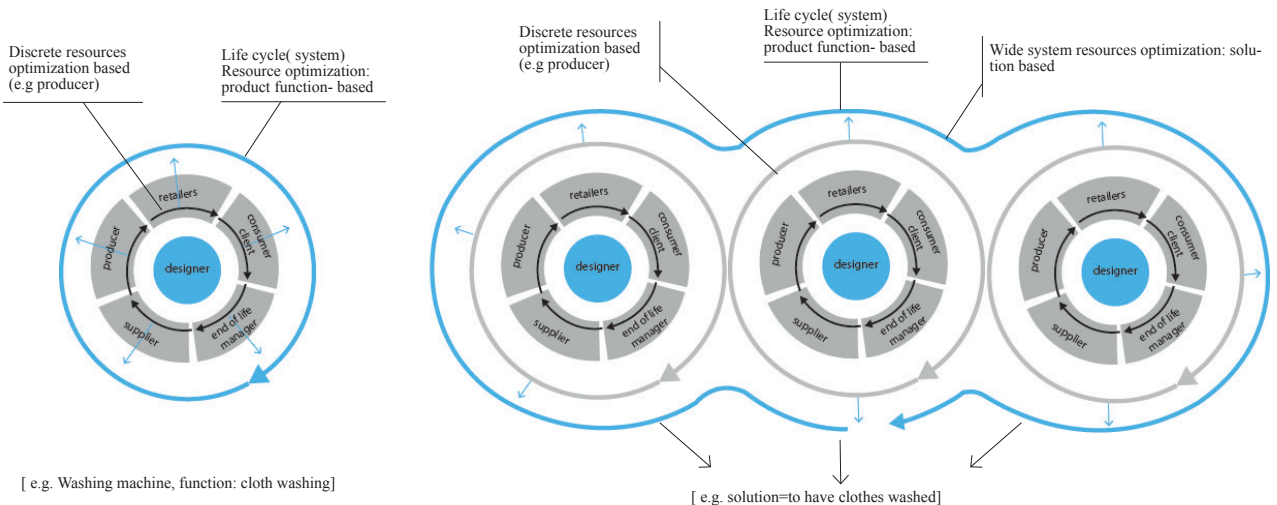 Discrete resources
optimization based
(e.g producer)
Life cycle( system)
Resource optimization:
product function- based
retailers
consumer
client
end of life
manager
supplier
producer
designer
[ e.g. Washing machine, function: cloth washing]
Discrete resources
optimization based
(e.g producer)
Life cycle( system)
Resource optimization:
product function- based
Wide system resources optimization: solu-
tion based
retailers
consumer
client
end of life
manager
supplier
producer
designer
retailers
consumer
client
end of life
manager
supplier
producer
designer
retailers
consumer
client
end of life
manager
supplier
producer
designer
[ e.g. solution=to have clothes washed]